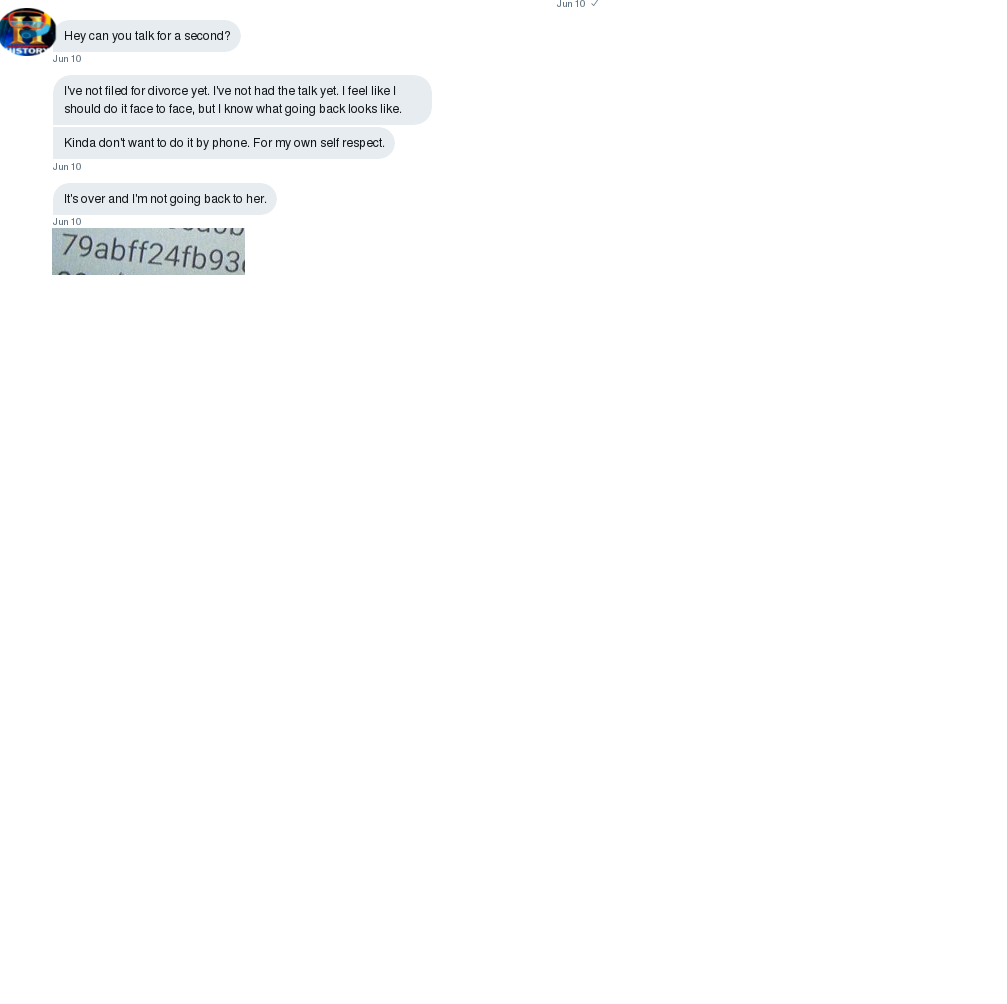 Jun 10 ✓
HISTORY
Hey can you talk for a second?
Jun 10
I've not filed for divorce yet. I've not had the talk yet. I feel like I
should do it face to face, but I know what going back looks like.
Kinda don't want to do it by phone. For my own self respect.
Jun 10
It's over and I'm not going back to her.
Jun 10
79abff24fb93